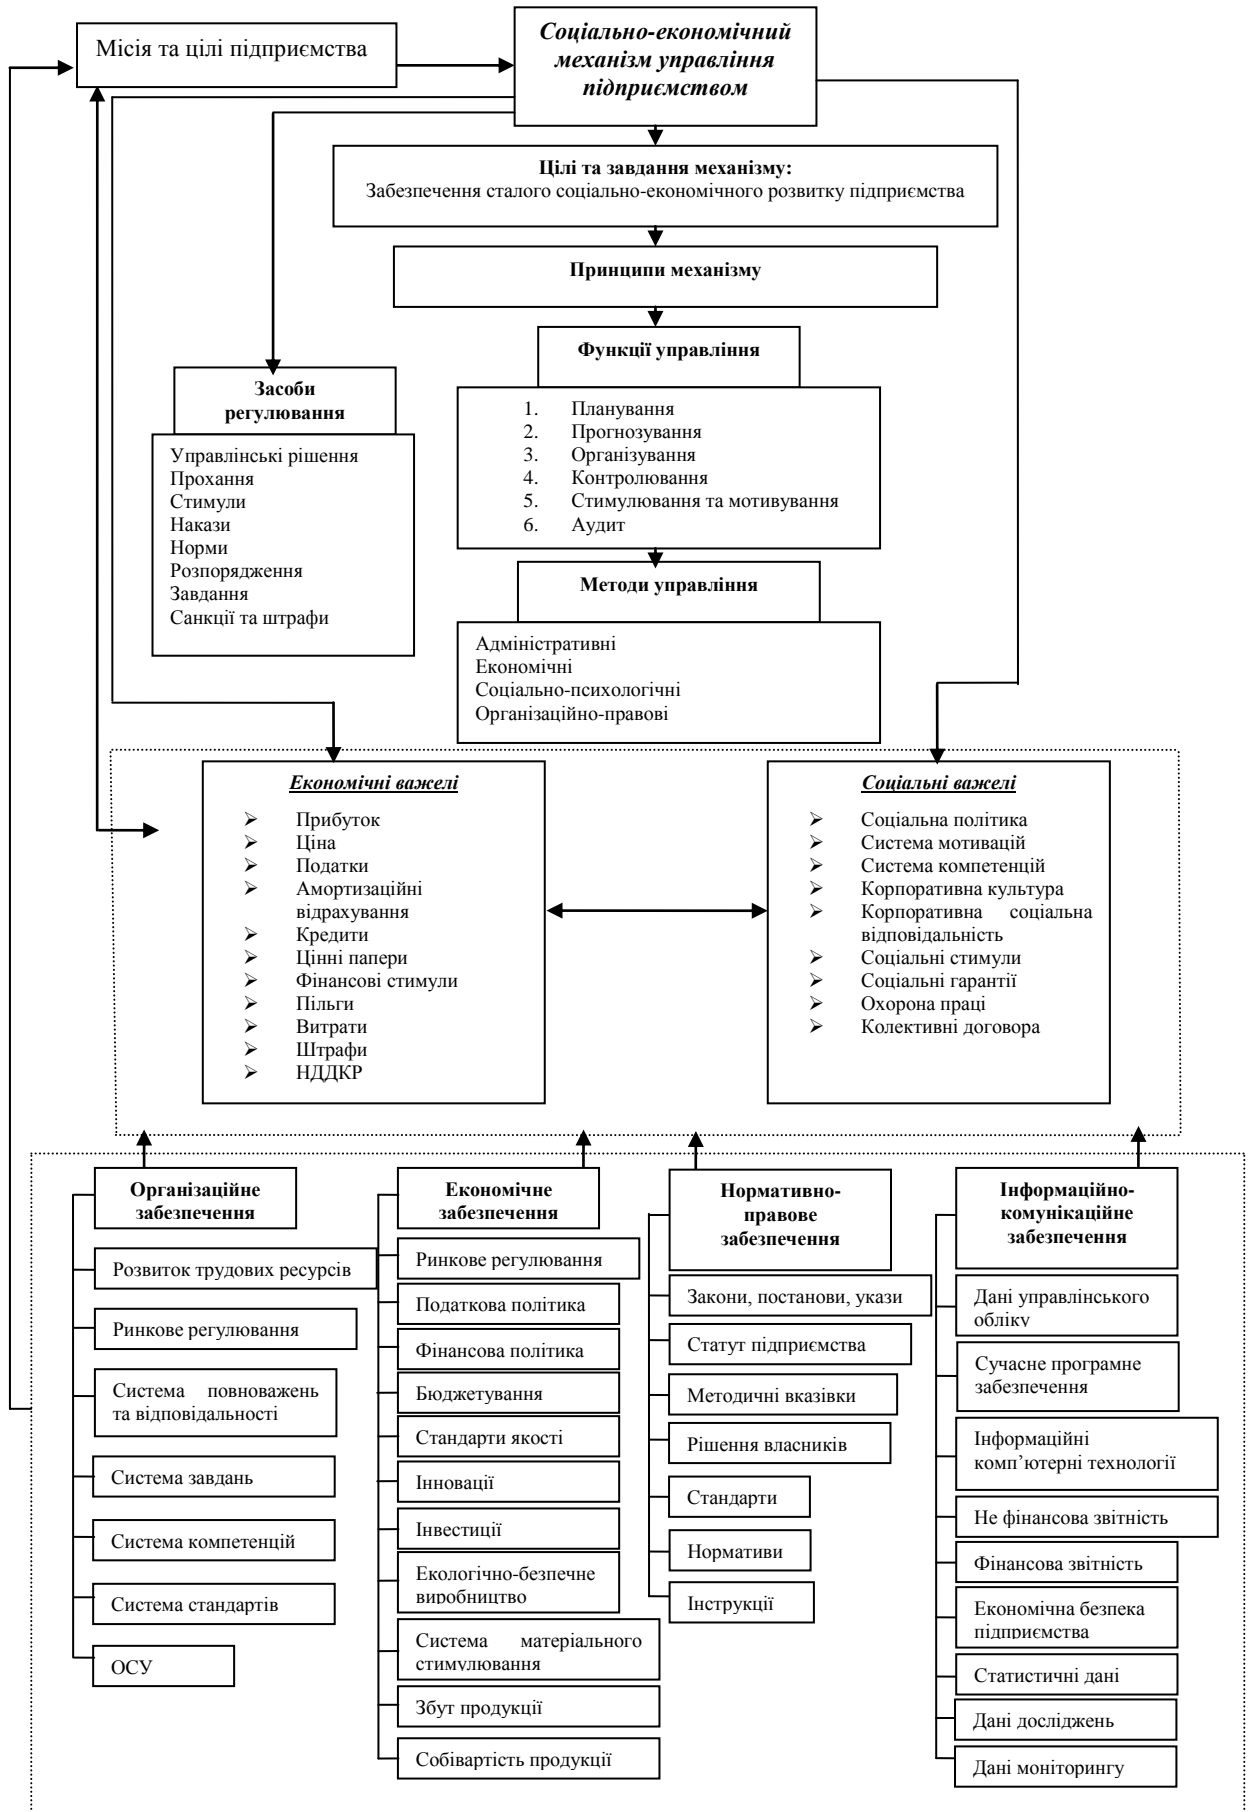 Місія та цілі підприємства
Соціально-економічний
механізм управління
підприємством
Цілі та завдання механізму:
Забезпечення сталого соціально-економічного розвитку підприємства
Принципи механізму
Функції управління
1. Планування
2. Прогнозування
3. Організування
4. Контролювання
5. Стимулювання та мотивування
6. Аудит
Засоби
регулювання
Управлінські рішення
Прохання
Стимули
Накази
Норми
Розпорядження
Завдання
Санкції та штрафи
Методи управління
Адміністративні
Економічні
Соціально-психологічні
Організаційно-правові
Економічні важелі
➢ Прибуток
➢ Ціна
➢ Податки
➢ Амортизаційні
відрахування
➢ Кредити
➢ Цінні папери
➢ Фінансові стимули
➢ Пільги
➢ Витрати
➢ Штрафи
➢ НДДКР
Соціальні важелі
➢ Соціальна політика
➢ Система мотивацій
➢ Система компетенцій
➢ Корпоративна культура
➢ Корпоративна соціальна
відповідальність
➢ Соціальні стимули
➢ Соціальні гарантії
➢ Охорона праці
➢ Колективні договора
Організаційне
забезпечення
Розвиток трудових ресурсів
Ринкове регулювання
Система повноважень
та відповідальності
Система завдань
Система компетенцій
Система стандартів
ОСУ
Економічне
забезпечення
Ринкове регулювання
Податкова політика
Фінансова політика
Бюджетування
Стандарти якості
Інновації
Інвестиції
Екологічно-безпечне
виробництво
Система матеріального
стимулювання
Збут продукції
Собівартість продукції
Нормативно-
правове
забезпечення
Закони, постанови, укази
Статут підприємства
Методичні вказівки
Рішення власників
Стандарти
Нормативи
Інструкції
Інформаційно-
комунікаційне
забезпечення
Дані управлінського
обліку
Сучасне програмне
забезпечення
Інформаційні
комп’ютерні технології
Не фінансова звітність
Фінансова звітність
Економічна безпека
підприємства
Статистичні дані
Дані досліджень
Дані моніторингу